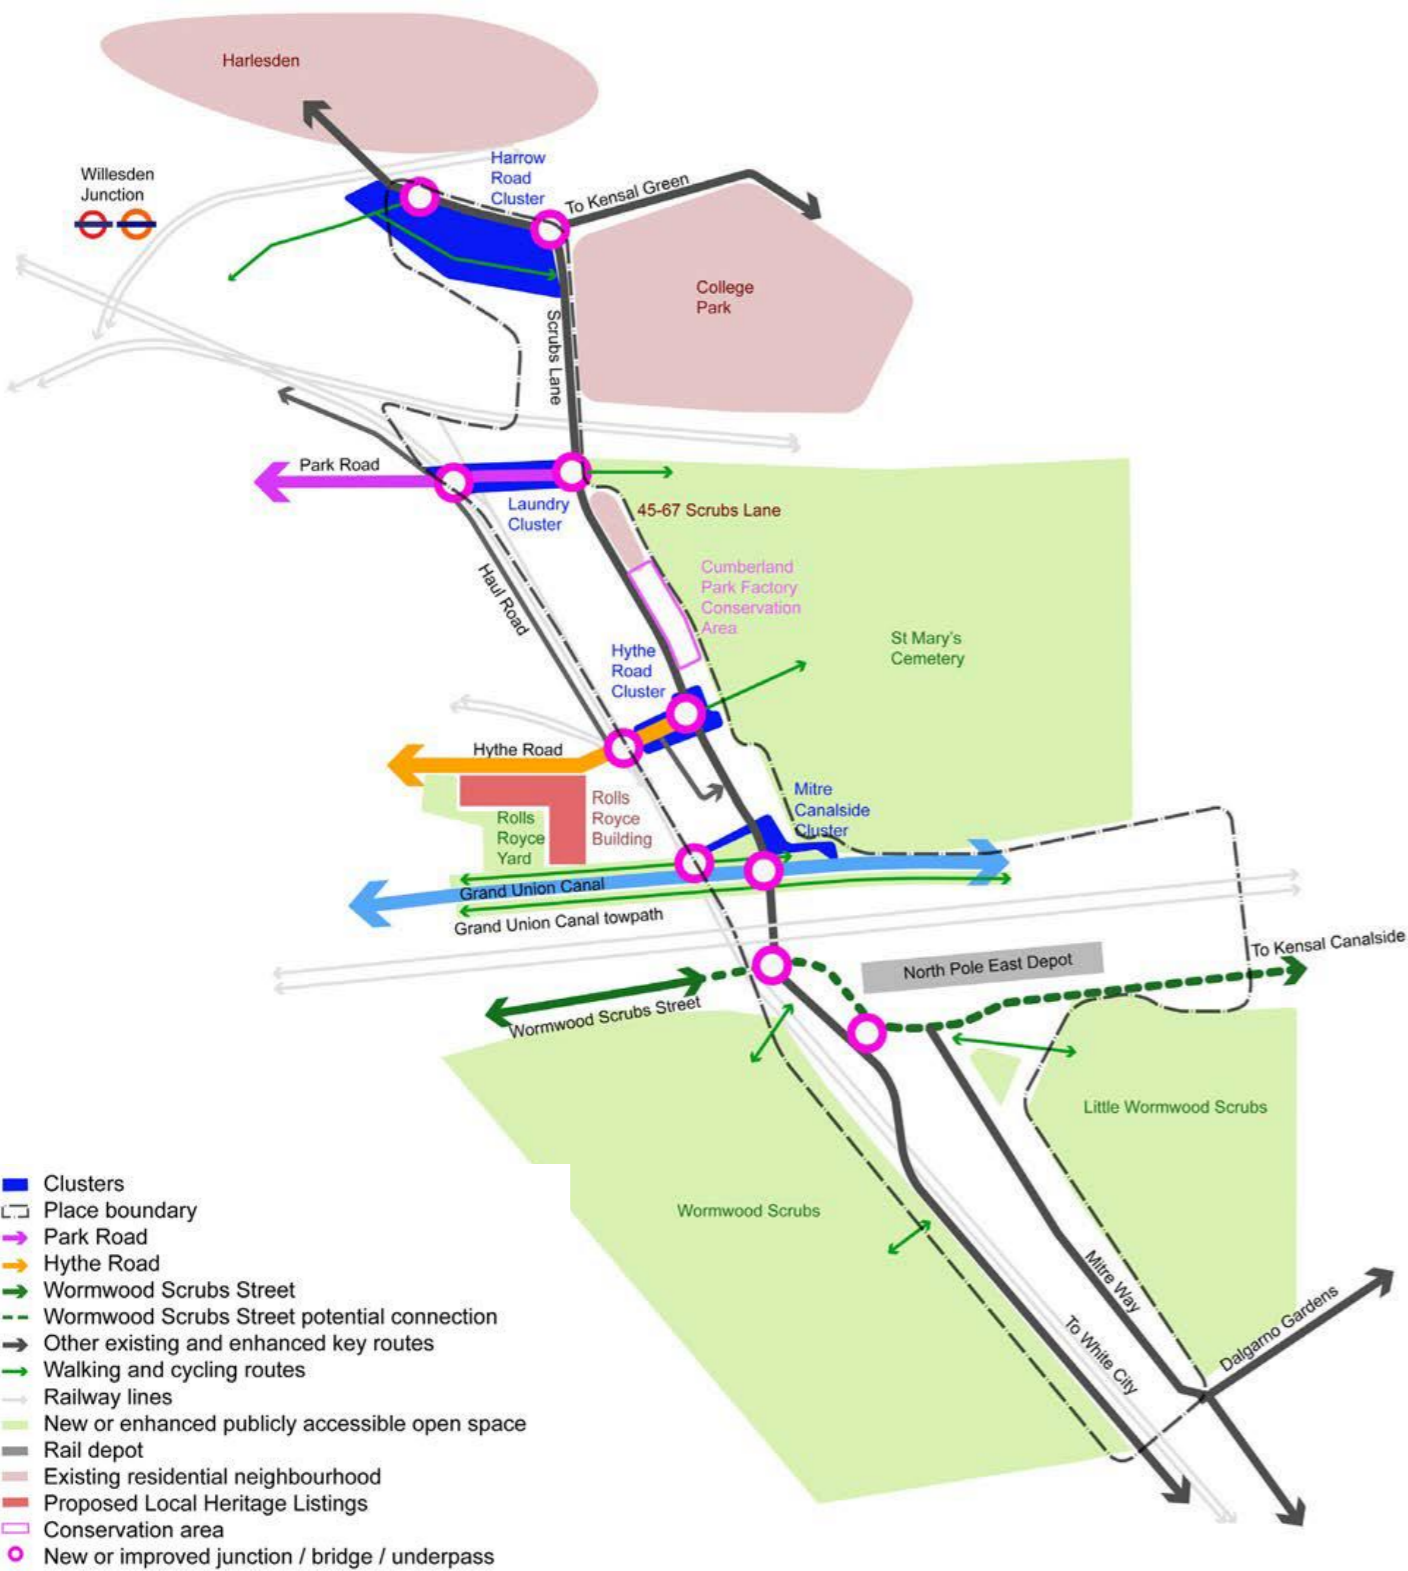 Harlesden
Willesden
Junction
Harrow
Road
Cluster
To Kensal Green
College
Park
Scrubs Lane
Park Road
Laundry
Cluster
45-67 Scrubs Lane
Haul Road
Cumberland
Park Factory
Conservation
Area
St Mary's
Cemetery
Hythe
Road
Cluster
Hythe Road
Mitre
Canalside
Cluster
Rolls
Royce
Building
Rolls
Royce
Yard
Grand Union Canal
Grand Union Canal towpath
To Kensal Canalside
North Pole East Depot
Wormwood Scrubs Street
Little Wormwood Scrubs
Wormwood Scrubs
Mitre Way
To White City
Dalgarno Gardens
Clusters
Place boundary
Park Road
Hythe Road
Wormwood Scrubs Street
Wormwood Scrubs Street potential connection
Other existing and enhanced key routes
Walking and cycling routes
Railway lines
New or enhanced publicly accessible open space
Rail depot
Existing residential neighbourhood
Proposed Local Heritage Listings
Conservation area
New or improved junction / bridge / underpass